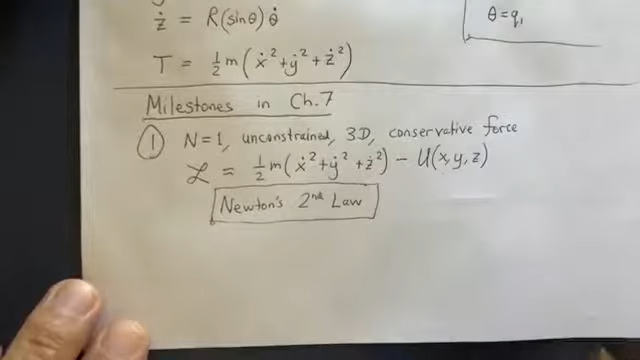 ż = R(sinθ)θ̇
θ = q₁
T = ½m(ẋ² + ẏ² + ż²)
Milestones in Ch.7
① N=1, unconstrained, 3D, conservative force
ℒ = ½m(ẋ² + ẏ² + ż²) − U(x,y,z)
Newton's 2nd Law